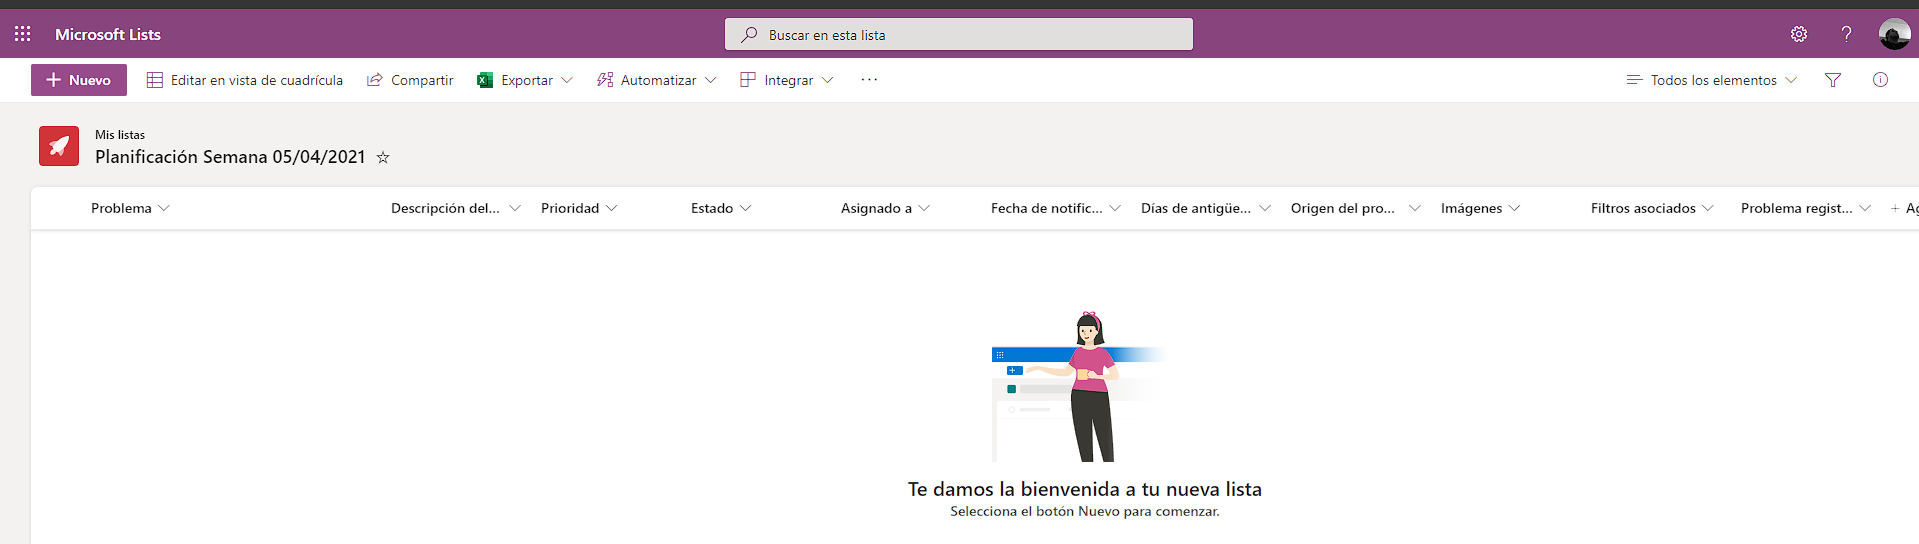 Microsoft Lists
Buscar en esta lista
?
+ Nuevo
Editar en vista de cuadrícula
Compartir
Exportar
Automatizar
Integrar
...
Todos los elementos
Mis listas
Planificación Semana 05/04/2021
Problema
Descripción del...
Prioridad
Estado
Asignado a
Fecha de notific...
Días de antigüe...
Origen del pro...
Imágenes
Filtros asociados
Problema regist...
+ Ag
Te damos la bienvenida a tu nueva lista
Selecciona el botón Nuevo para comenzar.